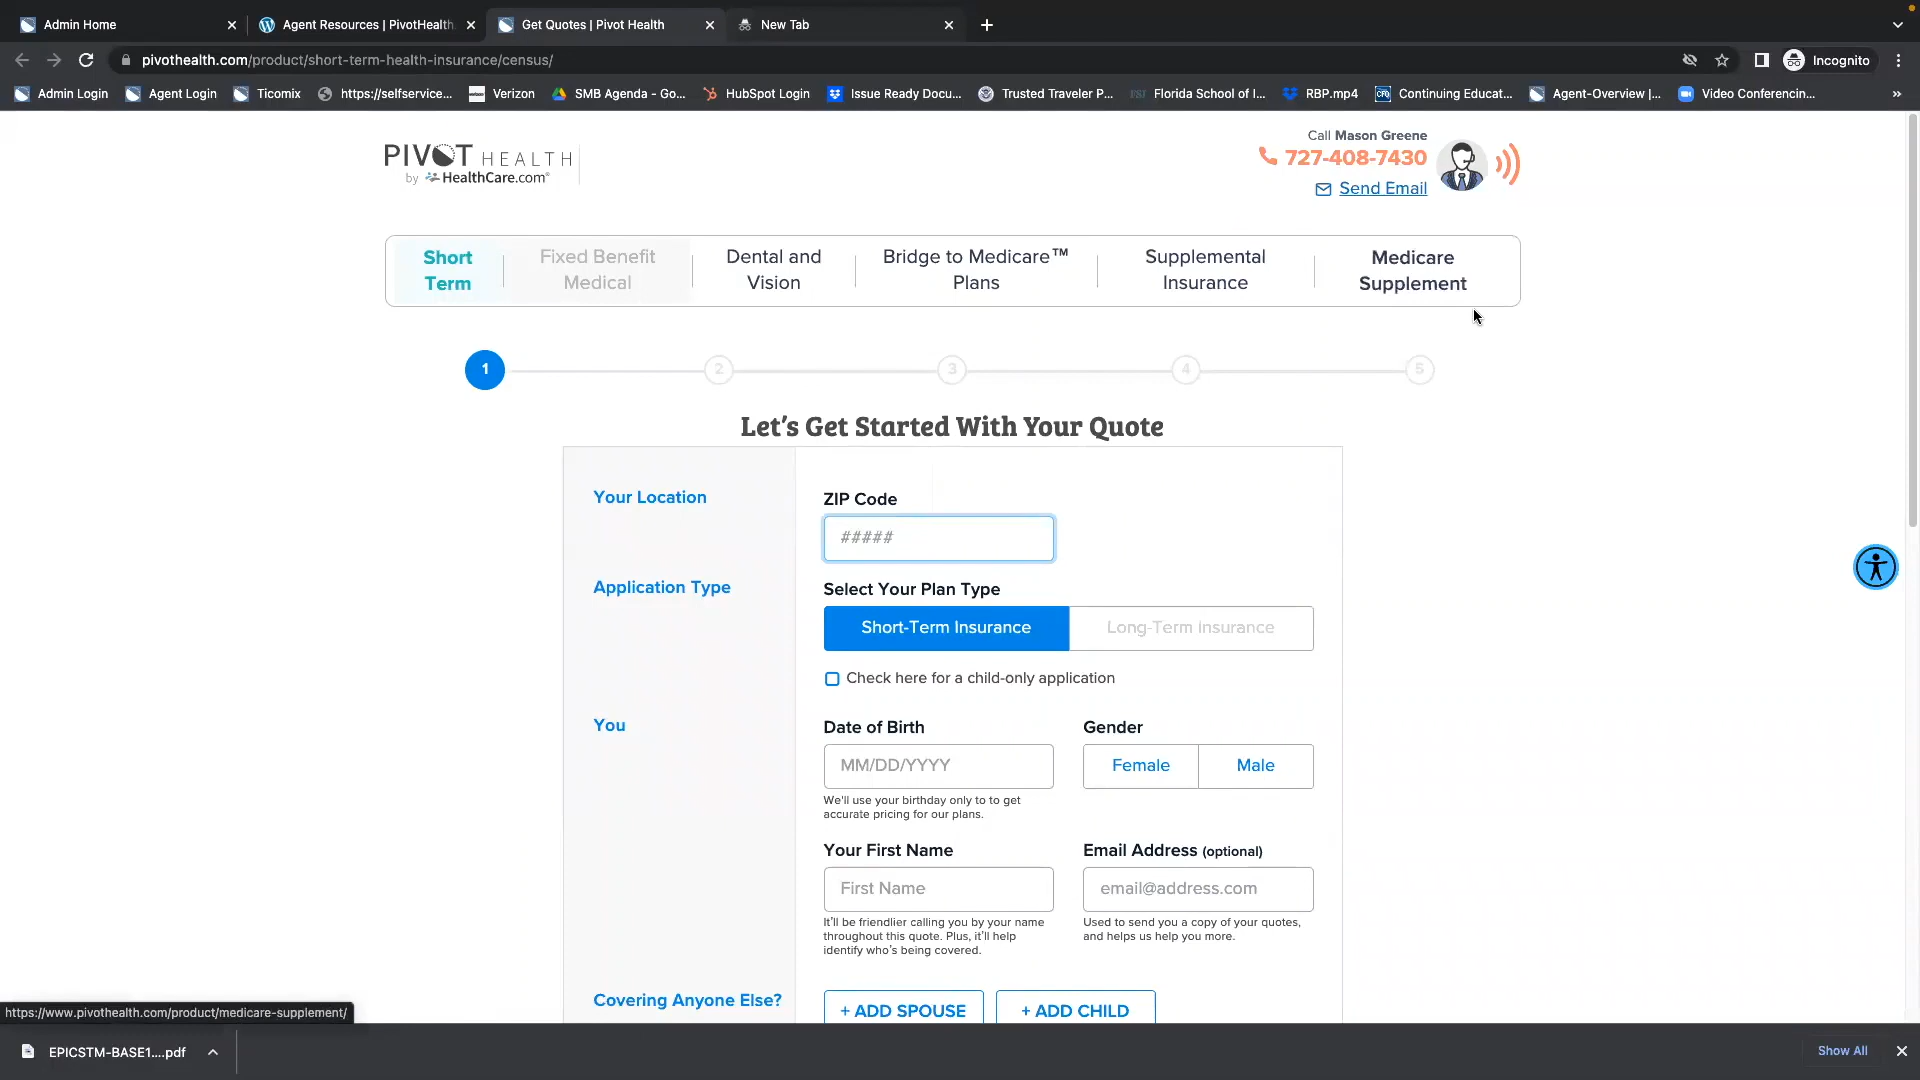 Admin Home
Agent Resources | PivotHealth.
Get Quotes | Pivot Health
New Tab
pivothealth.com/product/short-term-health-insurance/census/
Incognito
Admin Login
Agent Login
Ticomix
https://selfservice...
Verizon
SMB Agenda - Go...
HubSpot Login
Issue Ready Docu...
Trusted Traveler P...
FSI
Florida School of I...
RBP.mp4
Continuing Educat...
Agent-Overview |...
Video Conferencin...
»
PIVOT HEALTH
by HealthCare.com®
Call Mason Greene
727-408-7430
Send Email
Short
Term
Fixed Benefit
Medical
Dental and
Vision
Bridge to Medicare™
Plans
Supplemental
Insurance
Medicare
Supplement
1
2
3
4
5
Let's Get Started With Your Quote
Your Location
ZIP Code
#####
Application Type
Select Your Plan Type
Short-Term Insurance
Long-Term Insurance
Check here for a child-only application
You
Date of Birth
Gender
MM/DD/YYYY
Female
Male
We'll use your birthday only to to get
accurate pricing for our plans.
Your First Name
Email Address (optional)
First Name
email@address.com
It'll be friendlier calling you by your name
throughout this quote. Plus, it'll help
identify who's being covered.
Used to send you a copy of your quotes,
and helps us help you more.
Covering Anyone Else?
+ ADD SPOUSE
+ ADD CHILD
https://www.pivothealth.com/product/medicare-supplement/
EPICSTM-BASE1....pdf
Show All